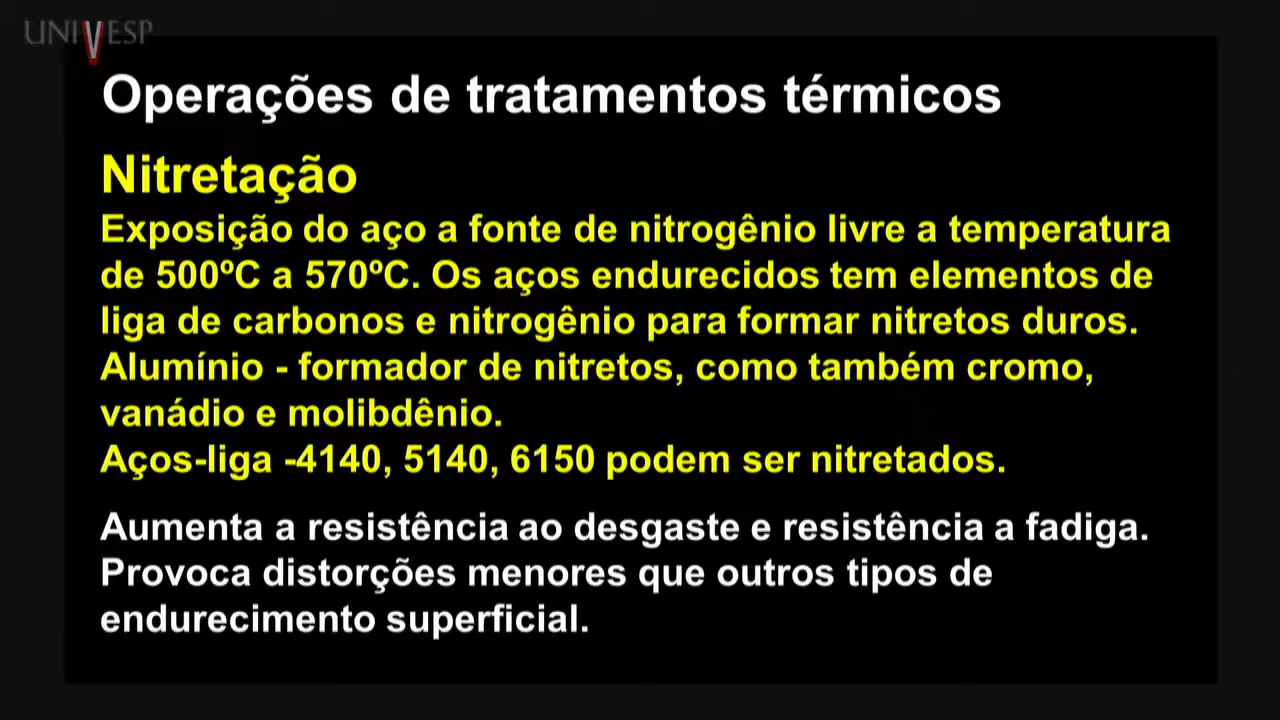 UNIVESP
Operações de tratamentos térmicos
Nitretação
Exposição do aço a fonte de nitrogênio livre a temperatura
de 500ºC a 570ºC. Os aços endurecidos tem elementos de
liga de carbonos e nitrogênio para formar nitretos duros.
Alumínio - formador de nitretos, como também cromo,
vanádio e molibdênio.
Aços-liga -4140, 5140, 6150 podem ser nitretados.
Aumenta a resistência ao desgaste e resistência a fadiga.
Provoca distorções menores que outros tipos de
endurecimento superficial.